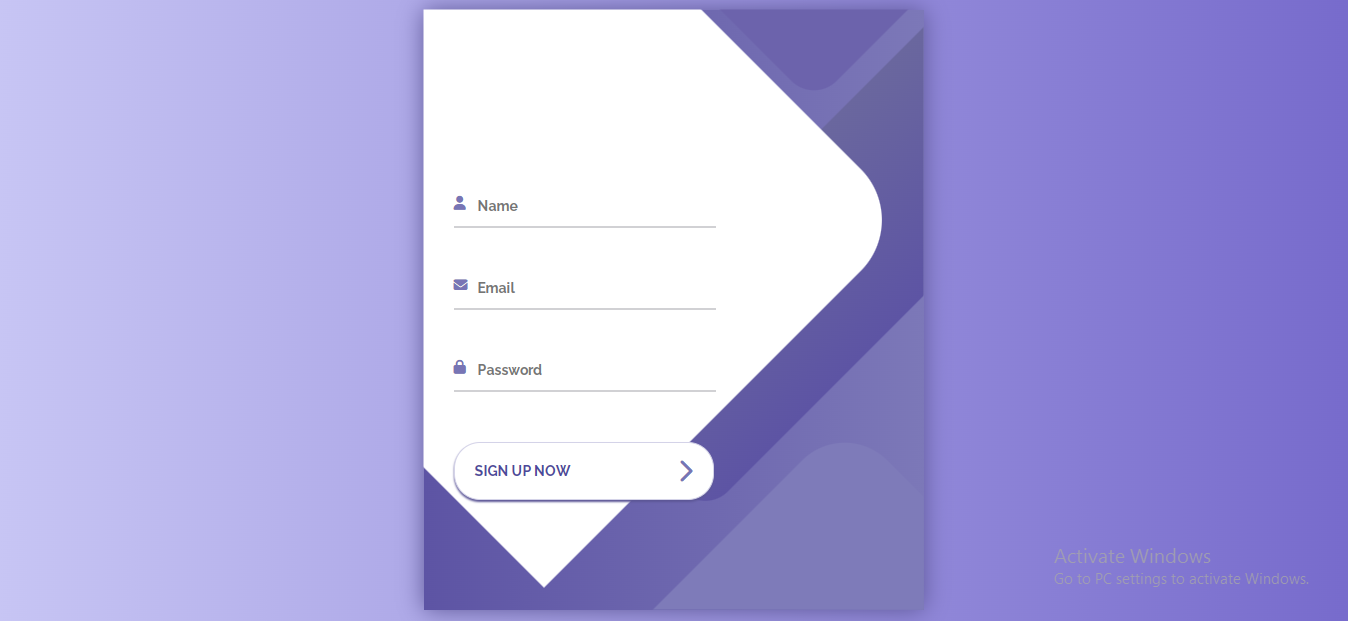 Name
Email
Password
SIGN UP NOW
Activate Windows
Go to PC settings to activate Windows.